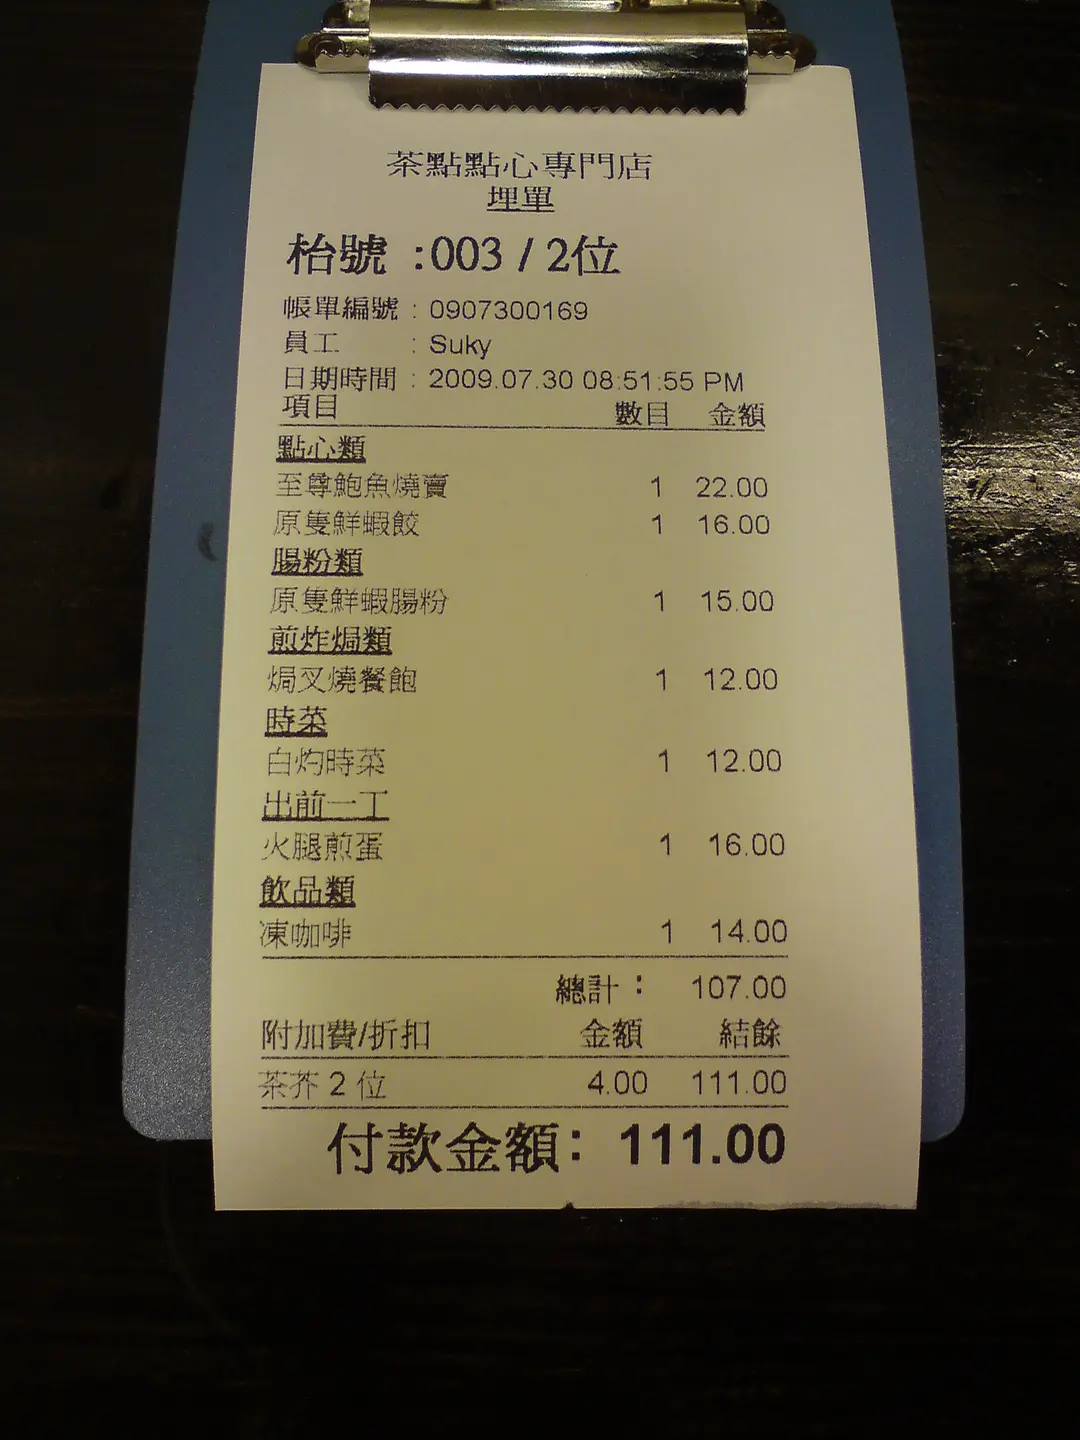 茶點點心專門店
埋單
枱號 :003 / 2位
帳單編號 : 0907300169
員工 : Suky
日期時間 : 2009.07.30 08:51:55 PM
項目 數目 金額
點心類
至尊鮑魚燒賣 1 22.00
原隻鮮蝦餃 1 16.00
腸粉類
原隻鮮蝦腸粉 1 15.00
煎炸焗類
焗叉燒餐飽 1 12.00
時菜
白灼時菜 1 12.00
出前一丁
火腿煎蛋 1 16.00
飲品類
凍咖啡 1 14.00
總計 : 107.00
附加費/折扣 金額 結餘
茶芥 2 位 4.00 111.00
付款金額: 111.00